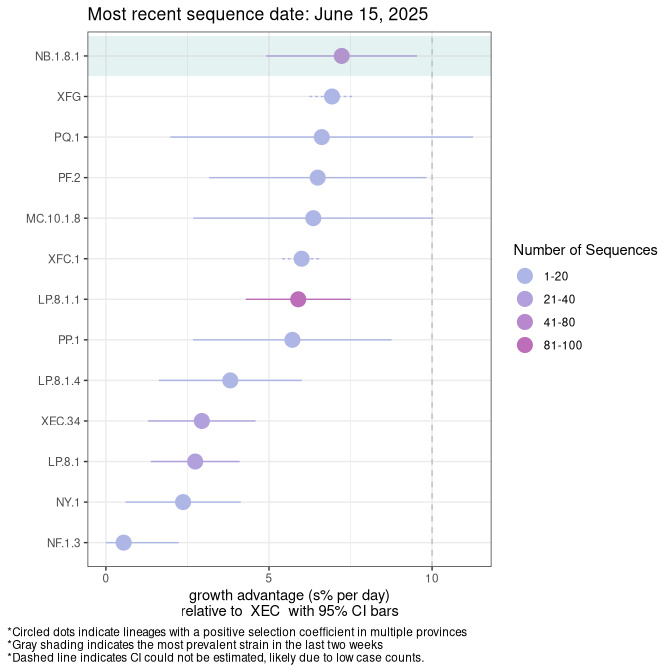 Most recent sequence date: June 15, 2025
NB.1.8.1
XFG
PQ.1
PF.2
MC.10.1.8
XFC.1
LP.8.1.1
PP.1
LP.8.1.4
XEC.34
LP.8.1
NY.1
NF.1.3
0 5 10
growth advantage (s% per day)
relative to XEC with 95% CI bars
Number of Sequences
1-20
21-40
41-80
81-100
*Circled dots indicate lineages with a positive selection coefficient in multiple provinces
*Gray shading indicates the most prevalent strain in the last two weeks
*Dashed line indicates CI could not be estimated, likely due to low case counts.